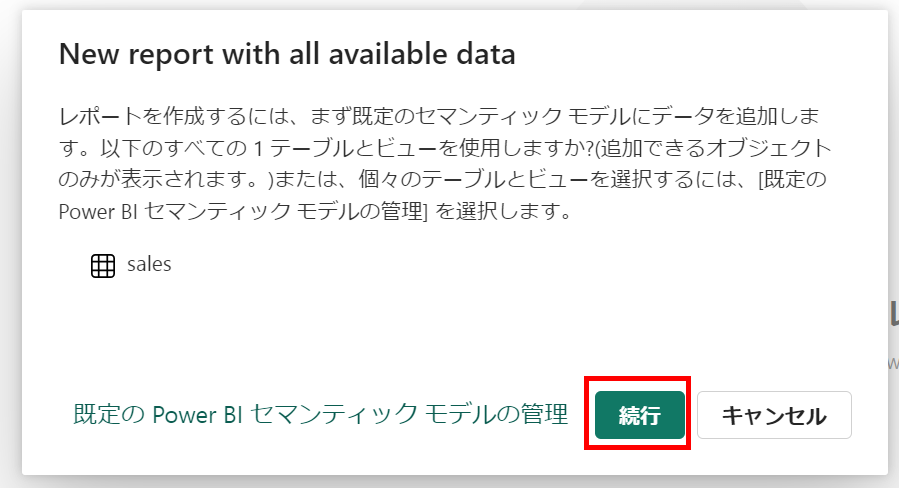 New report with all available data
レポートを作成するには、まず既定のセマンティック モデルにデータを追加しま
す。以下のすべての 1 テーブルとビューを使用しますか?(追加できるオブジェクト
のみが表示されます。)または、個々のテーブルとビューを選択するには、[既定の
Power BI セマンティック モデルの管理] を選択します。
sales
既定の Power BI セマンティック モデルの管理
続行
キャンセル